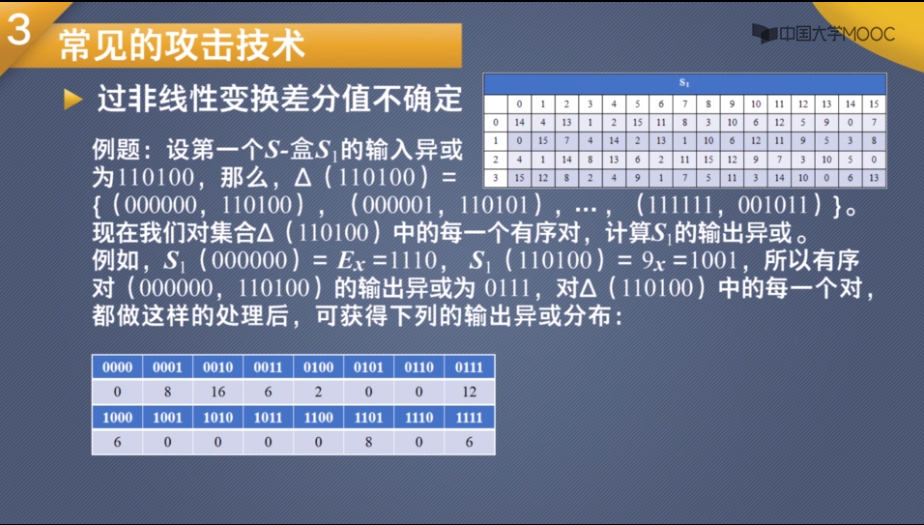 3
常见的攻击技术
中国大学MOOC
过非线性变换差分值不确定
S₁
0 1 2 3 4 5 6 7 8 9 10 11 12 13 14 15
0 14 4 13 1 2 15 11 8 3 10 6 12 5 9 0 7
1 0 15 7 4 14 2 13 1 10 6 12 11 9 5 3 8
2 4 1 14 8 13 6 2 11 15 12 9 7 3 10 5 0
3 15 12 8 2 4 9 1 7 5 11 3 14 10 0 6 13
例题：设第一个S-盒S₁的输入异或
为110100，那么，Δ（110100）=
{（000000，110100），（000001，110101），…，（111111，001011）}。
现在我们对集合Δ（110100）中的每一个有序对，计算S₁的输出异或。
例如，S₁（000000）= Eₓ =1110， S₁（110100）= 9ₓ =1001，所以有序
对（000000，110100）的输出异或为 0111，对Δ（110100）中的每一个对，
都做这样的处理后，可获得下列的输出异或分布：
0000 0001 0010 0011 0100 0101 0110 0111
0 8 16 6 2 0 0 12
1000 1001 1010 1011 1100 1101 1110 1111
6 0 0 0 0 8 0 6